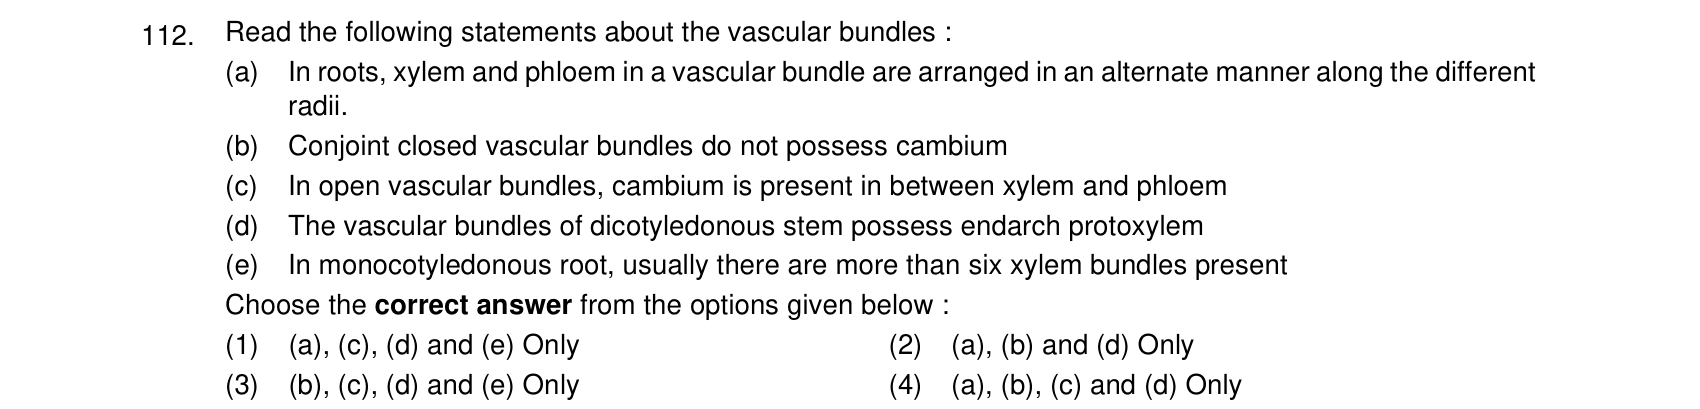 112. Read the following statements about the vascular bundles :
(a) In roots, xylem and phloem in a vascular bundle are arranged in an alternate manner along the different
radii.
(b) Conjoint closed vascular bundles do not possess cambium
(c) In open vascular bundles, cambium is present in between xylem and phloem
(d) The vascular bundles of dicotyledonous stem possess endarch protoxylem
(e) In monocotyledonous root, usually there are more than six xylem bundles present
Choose the correct answer from the options given below :
(1) (a), (c), (d) and (e) Only (2) (a), (b) and (d) Only
(3) (b), (c), (d) and (e) Only (4) (a), (b), (c) and (d) Only